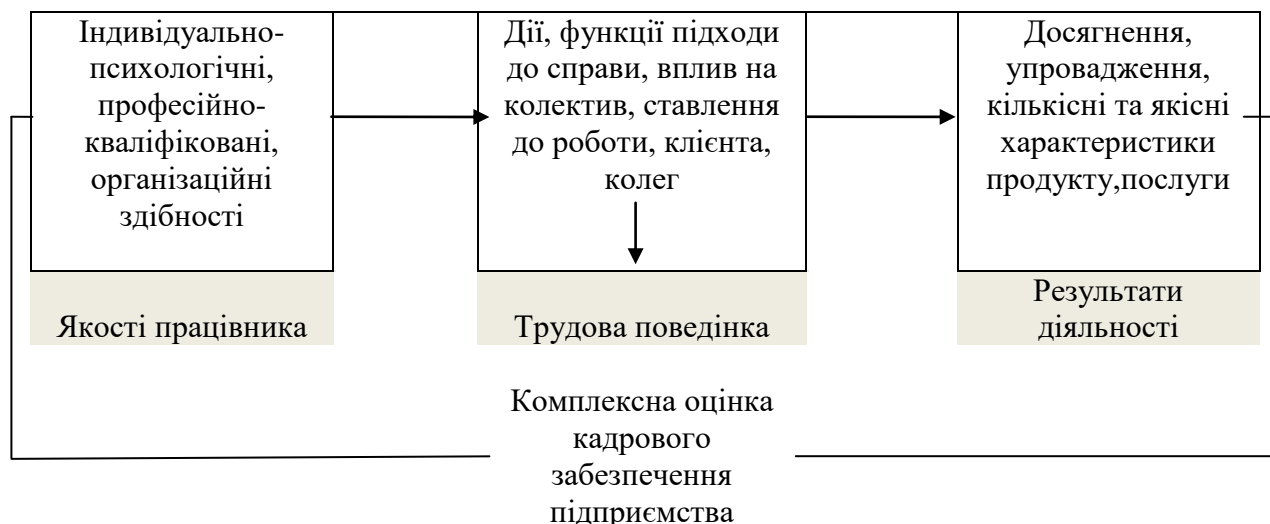 Індивідуально-
психологічні,
професійно-
кваліфіковані,
організаційні
здібності
Дії, функції підходи
до справи, вплив на
колектив, ставлення
до роботи, клієнта,
колег
Досягнення,
упровадження,
кількісні та якісні
характеристики
продукту,послуги
Якості працівника
Трудова поведінка
Результати
діяльності
Комплексна оцінка
кадрового
забезпечення
підприємства